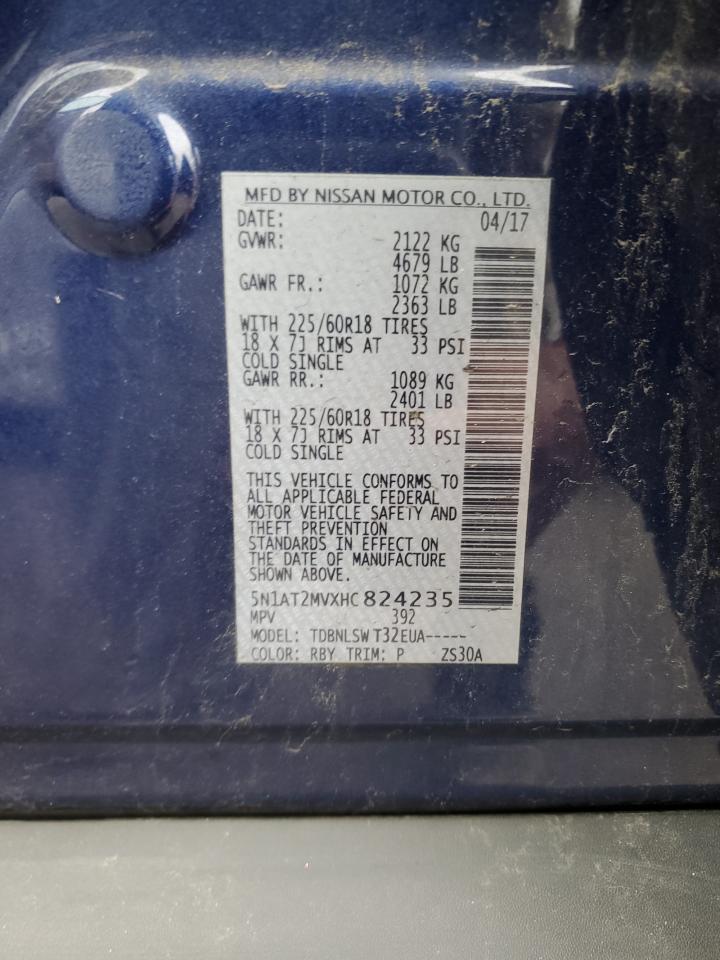 MFD BY NISSAN MOTOR CO., LTD.
DATE: 04/17
GVWR: 2122 KG
4679 LB
GAWR FR.: 1072 KG
2363 LB
WITH 225/60R18 TIRES
18 X 7J RIMS AT 33 PSI
COLD SINGLE
GAWR RR.: 1089 KG
2401 LB
WITH 225/60R18 TIRES
18 X 7J RIMS AT 33 PSI
COLD SINGLE
THIS VEHICLE CONFORMS TO
ALL APPLICABLE FEDERAL
MOTOR VEHICLE SAFETY AND
THEFT PREVENTION
STANDARDS IN EFFECT ON
THE DATE OF MANUFACTURE
SHOWN ABOVE.
5N1AT2MVXHC824235
MPV 392
MODEL: TDBNLSW T32EUA-----
COLOR: RBY TRIM: P ZS30A